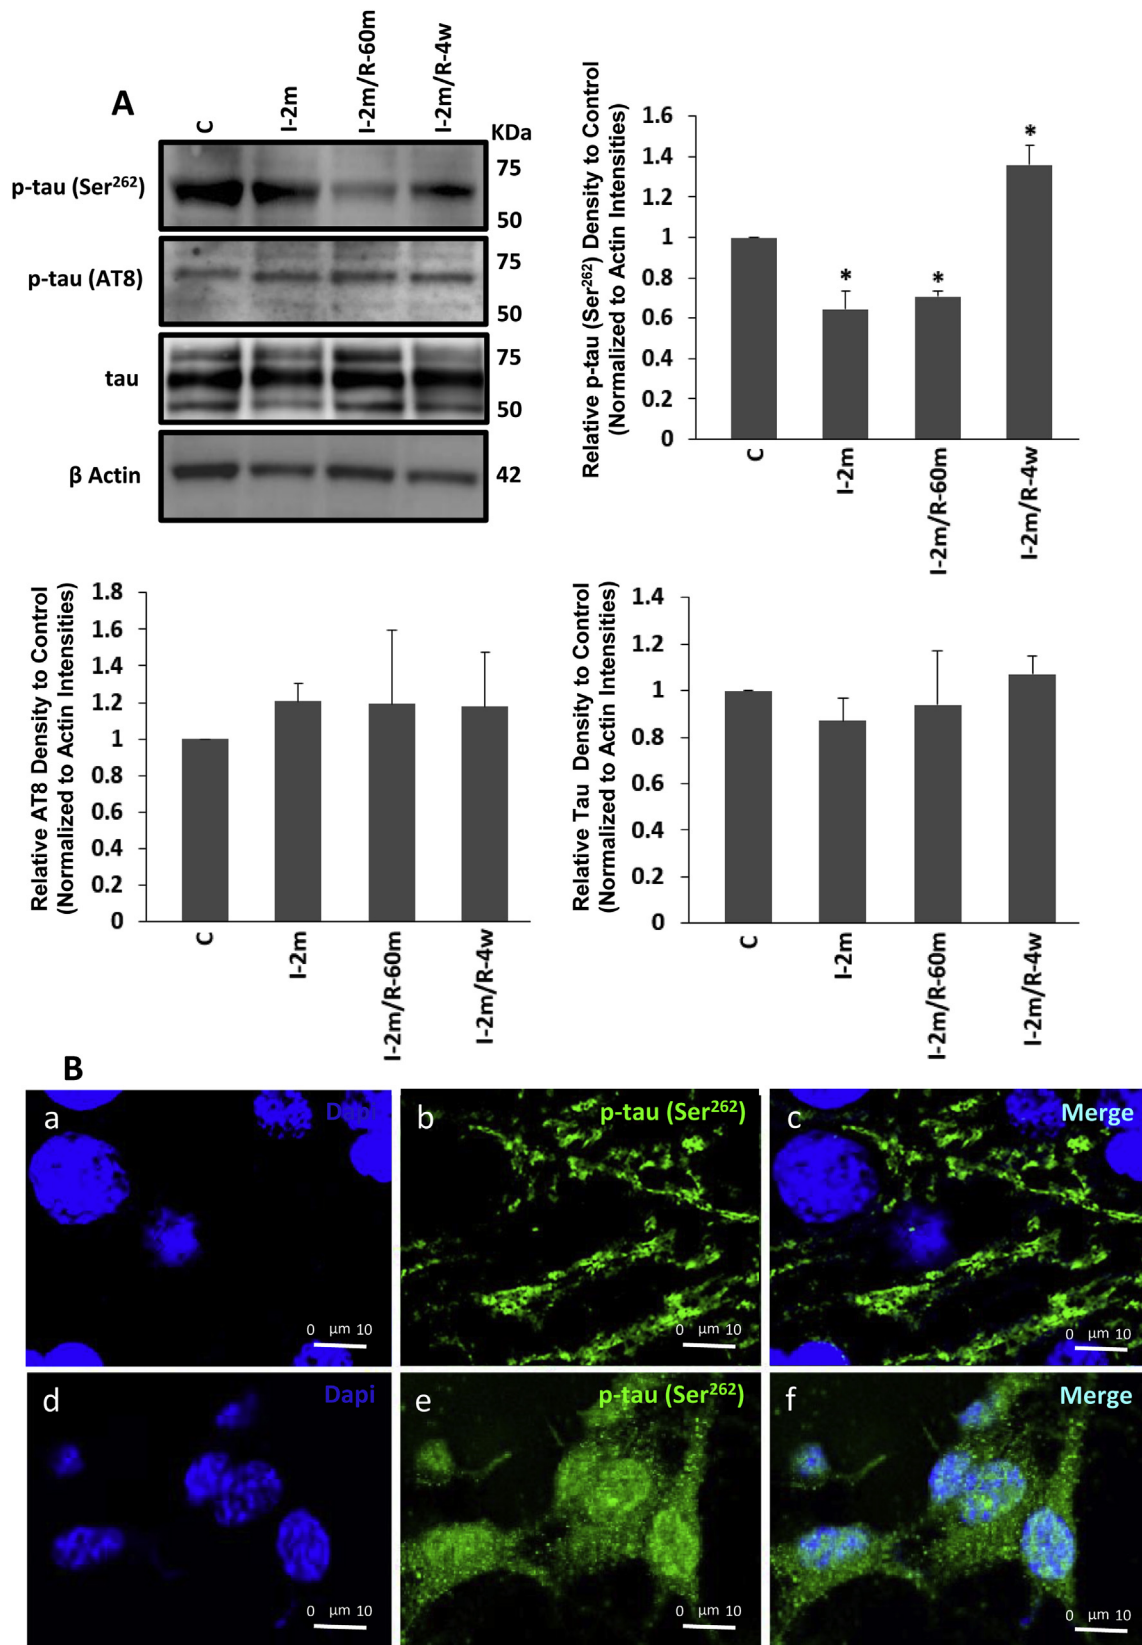 A
C
I-2m
I-2m/R-60m
I-2m/R-4w
KDa
p-tau (Ser262)
75
50
p-tau (AT8)
75
50
tau
75
50
β Actin
42
Relative p-tau (Ser262) Density to Control
(Normalized to Actin Intensities)
1.6
1.4
1.2
1
0.8
0.6
0.4
0.2
0
*
*
*
C
I-2m
I-2m/R-60m
I-2m/R-4w
Relative AT8 Density to Control
(Normalized to Actin Intensities)
1.8
1.6
1.4
1.2
1
0.8
0.6
0.4
0.2
0
C
I-2m
I-2m/R-60m
I-2m/R-4w
Relative Tau Density to Control
(Normalized to Actin Intensities)
1.4
1.2
1
0.8
0.6
0.4
0.2
0
C
I-2m
I-2m/R-60m
I-2m/R-4w
B
a
Dapi
0 µm 10
b
p-tau (Ser262)
0 µm 10
c
Merge
0 µm 10
d
Dapi
0 µm 10
e
p-tau (Ser262)
0 µm 10
f
Merge
0 µm 10